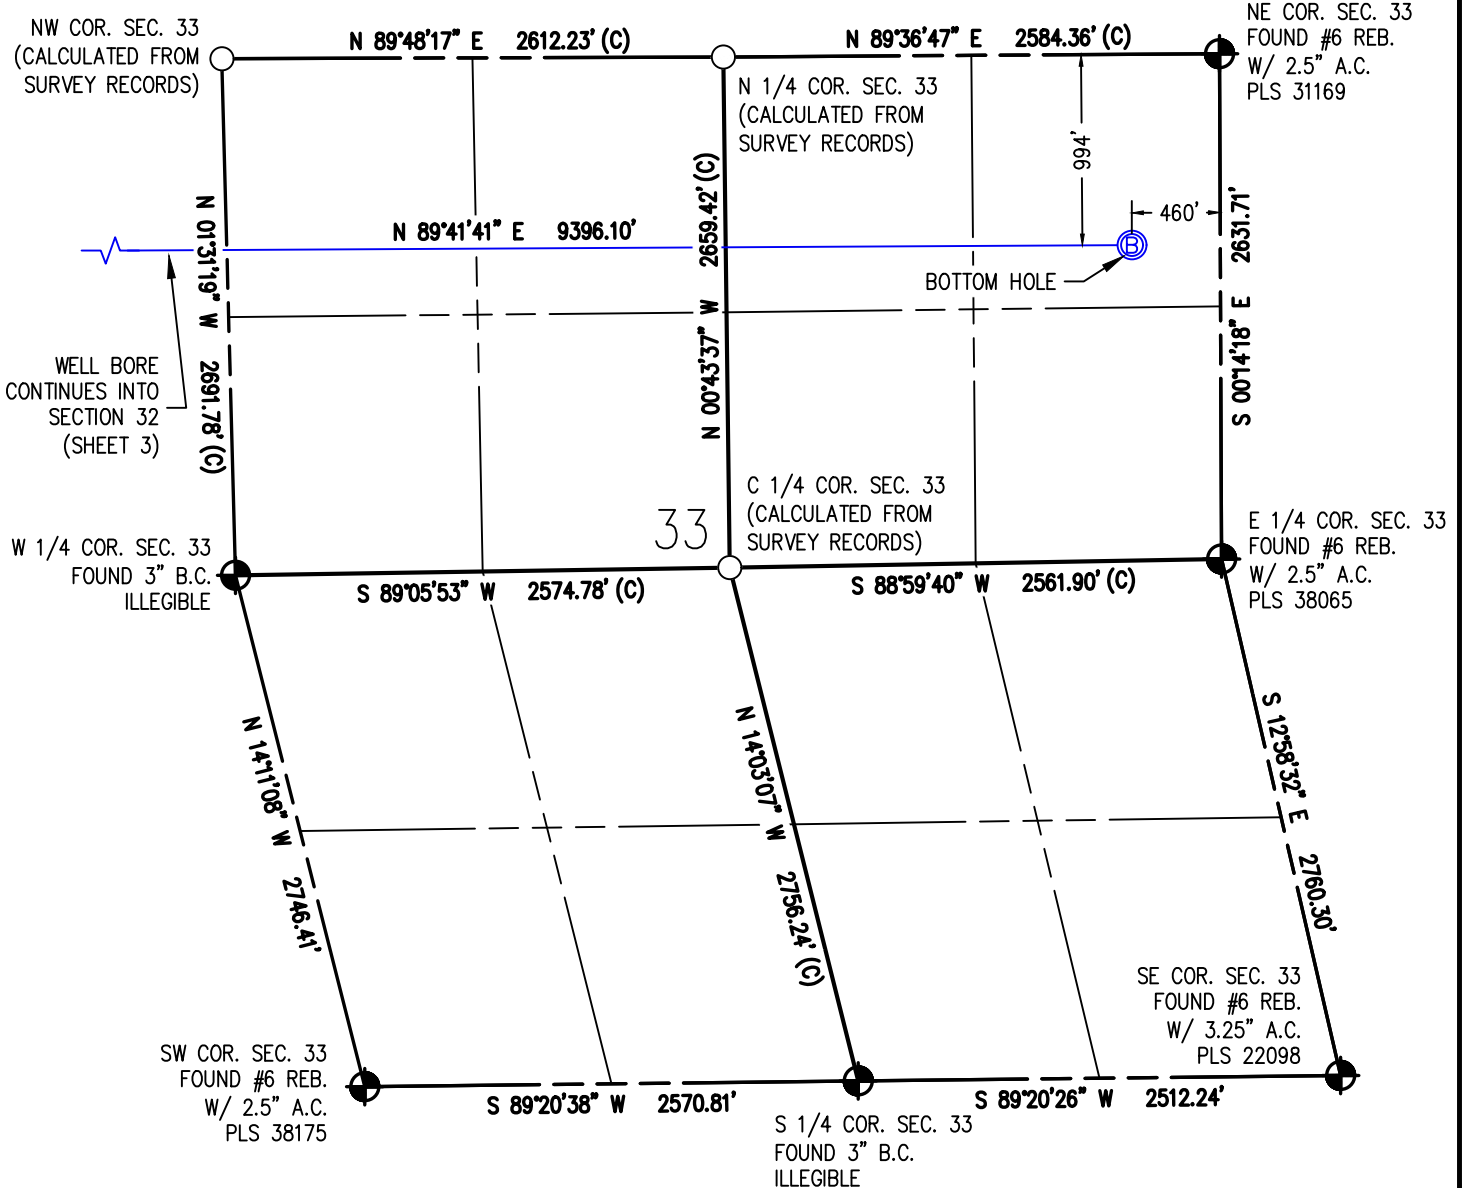 NW COR. SEC. 33
(CALCULATED FROM
SURVEY RECORDS)
N 89°48'17" E 2612.23' (C)
N 89°36'47" E 2584.36' (C)
NE COR. SEC. 33
FOUND #6 REB.
W/ 2.5" A.C.
PLS 31169
N 1/4 COR. SEC. 33
(CALCULATED FROM
SURVEY RECORDS)
994'
460'
N 01°31'19" W 2691.78' (C)
N 89°41'41" E 9396.10'
N 00°43'37" W 2659.42' (C)
S 00°14'18" E 2631.71'
B
BOTTOM HOLE
WELL BORE
CONTINUES INTO
SECTION 32
(SHEET 3)
33
C 1/4 COR. SEC. 33
(CALCULATED FROM
SURVEY RECORDS)
W 1/4 COR. SEC. 33
FOUND 3" B.C.
ILLEGIBLE
E 1/4 COR. SEC. 33
FOUND #6 REB.
W/ 2.5" A.C.
PLS 38065
S 89°05'53" W 2574.78' (C)
S 88°59'40" W 2561.90' (C)
N 14°11'08" W 2746.41'
N 14°03'07" W 2756.24' (C)
S 12°58'32" E 2760.30'
SW COR. SEC. 33
FOUND #6 REB.
W/ 2.5" A.C.
PLS 38175
SE COR. SEC. 33
FOUND #6 REB.
W/ 3.25" A.C.
PLS 22098
S 89°20'38" W 2570.81'
S 89°20'26" W 2512.24'
S 1/4 COR. SEC. 33
FOUND 3" B.C.
ILLEGIBLE